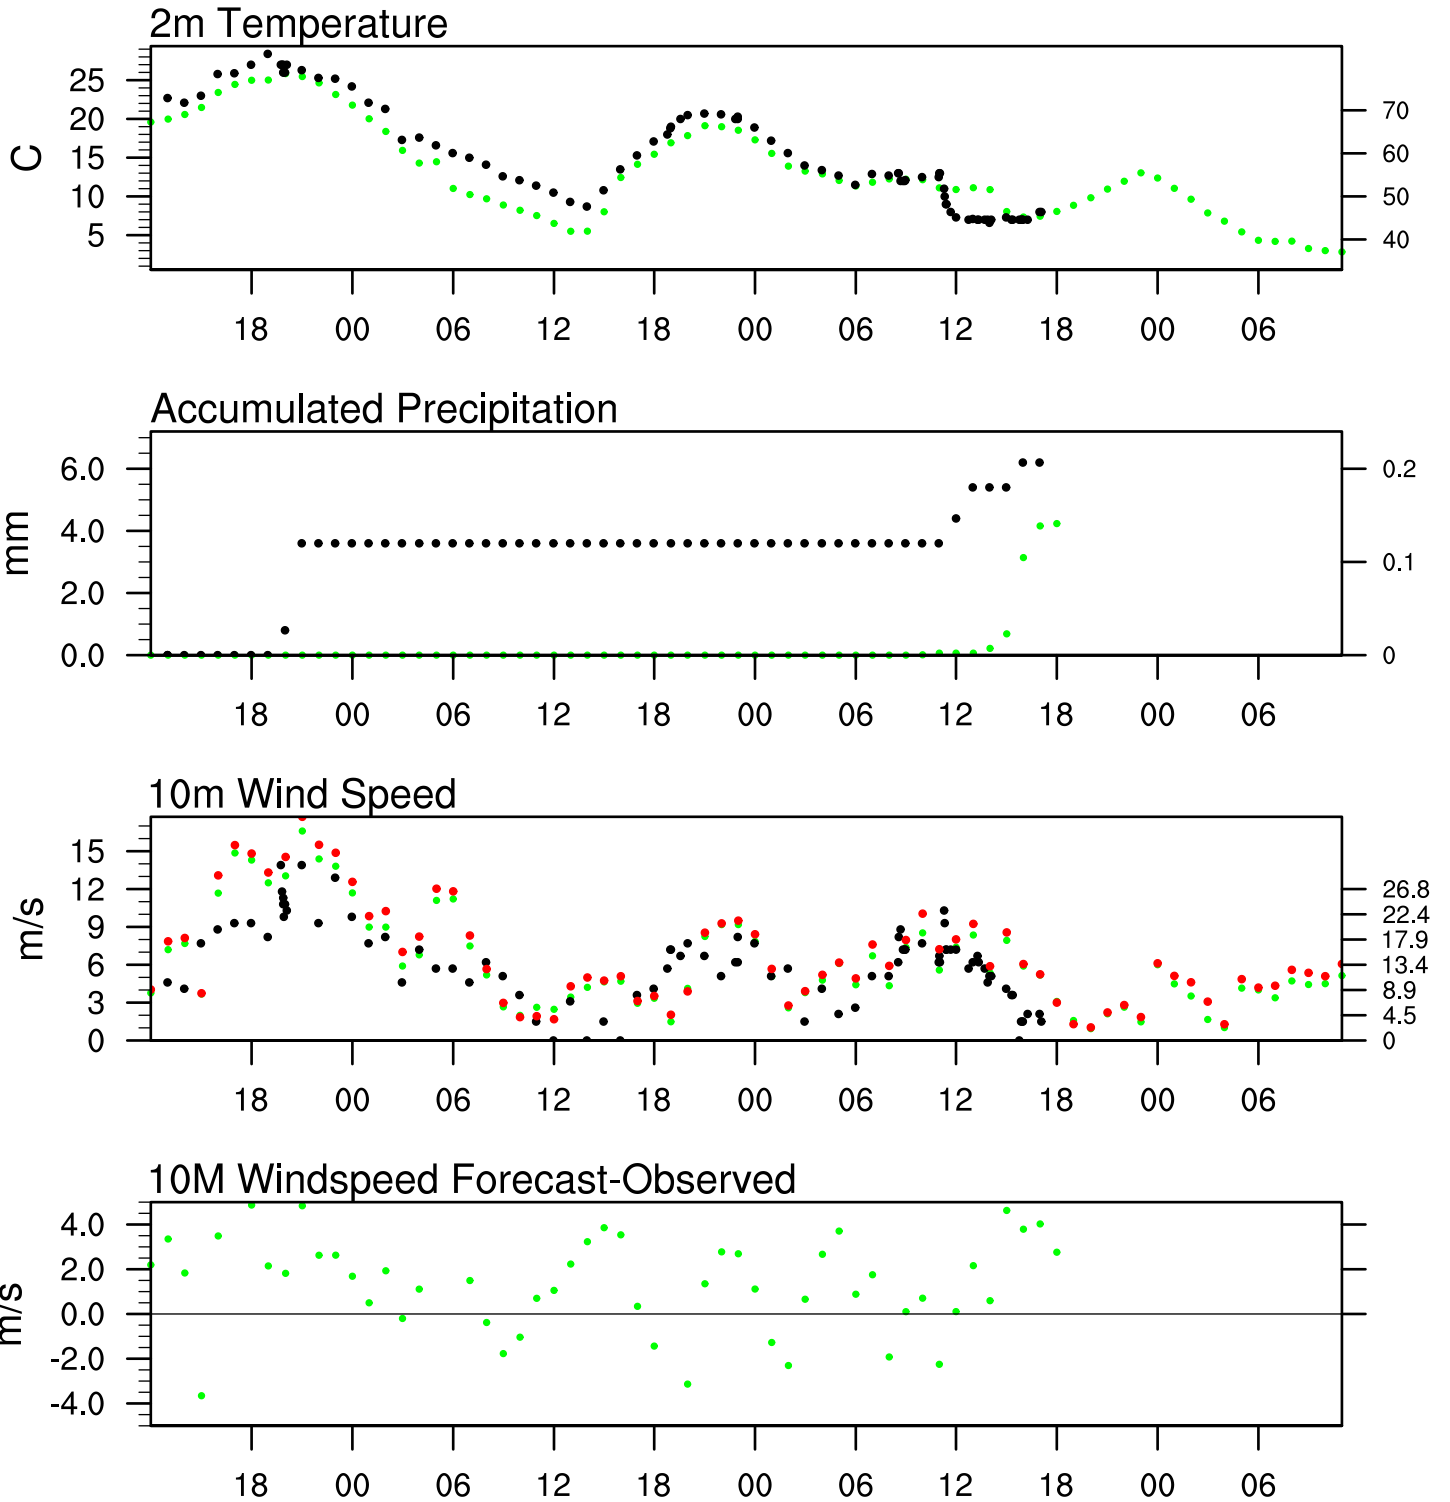 2m Temperature
C
25
20
15
10
5
70
60
50
40
18 00 06 12 18 00 06 12 18 00 06
Accumulated Precipitation
mm
6.0
4.0
2.0
0.0
0.2
0.1
0
18 00 06 12 18 00 06 12 18 00 06
10m Wind Speed
m/s
15
12
9
6
3
0
26.8
22.4
17.9
13.4
8.9
4.5
0
18 00 06 12 18 00 06 12 18 00 06
10M Windspeed Forecast-Observed
m/s
4.0
2.0
0.0
-2.0
-4.0
18 00 06 12 18 00 06 12 18 00 06